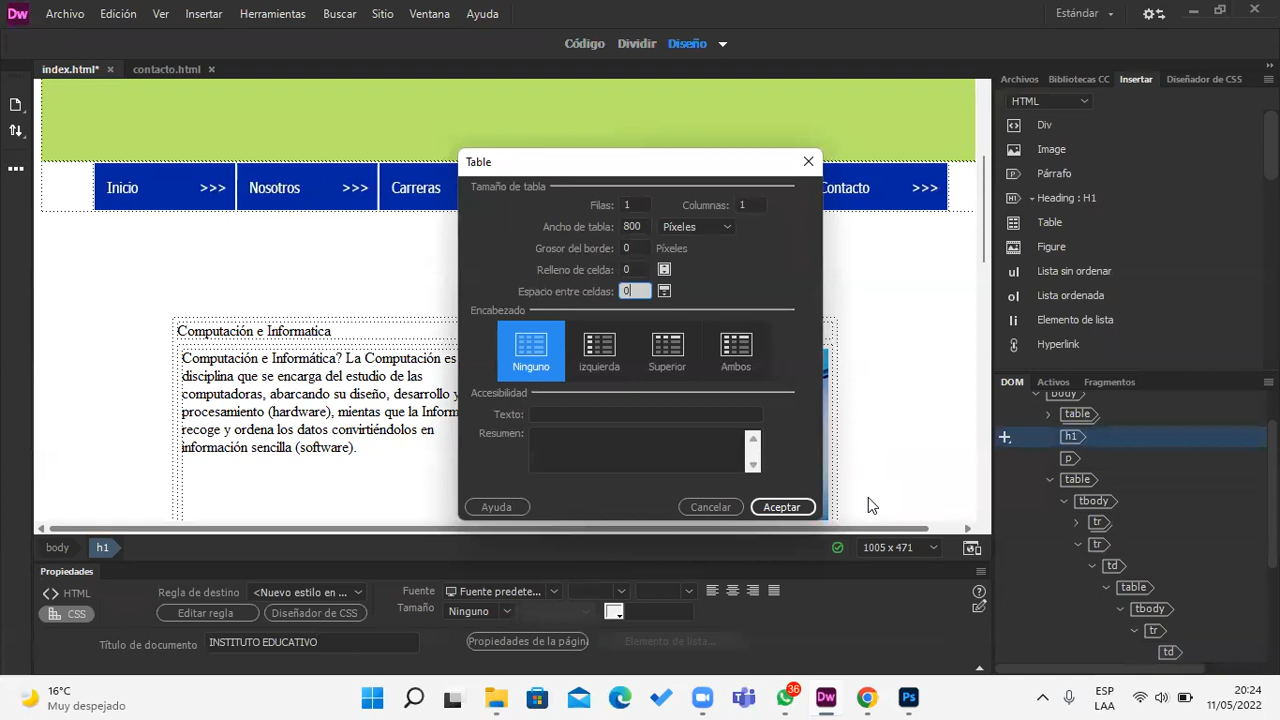 Dw Archivo Edición Ver Insertar Herramientas Buscar Sitio Ventana Ayuda Estándar
Código Dividir Diseño
index.html* contacto.html
Archivos Bibliotecas CC Insertar Diseñador de CSS
HTML
Div
Image
Párrafo
Heading : H1
Table
Figure
ul Lista sin ordenar
ol Lista ordenada
li Elemento de lista
Hyperlink
Inicio >>> Nosotros >>> Carreras Contacto >>>
Computación e Informatica
Computación e Informática? La Computación es
disciplina que se encarga del estudio de las
computadoras, abarcando su diseño, desarrollo y
procesamiento (hardware), mientas que la Inform
recoge y ordena los datos convirtiéndolos en
información sencilla (software).
Table
Tamaño de tabla
Filas: 1 Columnas: 1
Ancho de tabla: 800 Píxeles
Grosor del borde: 0 Píxeles
Relleno de celda: 0
Espacio entre celdas: 0
Encabezado
Ninguno izquierda Superior Ambos
Accesibilidad
Texto:
Resumen:
Ayuda Cancelar Aceptar
DOM Activos Fragmentos
body
table
h1
p
table
tbody
tr
tr
td
table
tbody
tr
td
body h1 1005 x 471
Propiedades
HTML Regla de destino <Nuevo estilo en ... Fuente Fuente predete...
CSS Editar regla Diseñador de CSS Tamaño Ninguno
Título de documento INSTITUTO EDUCATIVO Propiedades de la págin Elemento de lista...
16°C
Muy despejado
36
Dw
Ps
ESP
LAA
20:24
11/05/2022